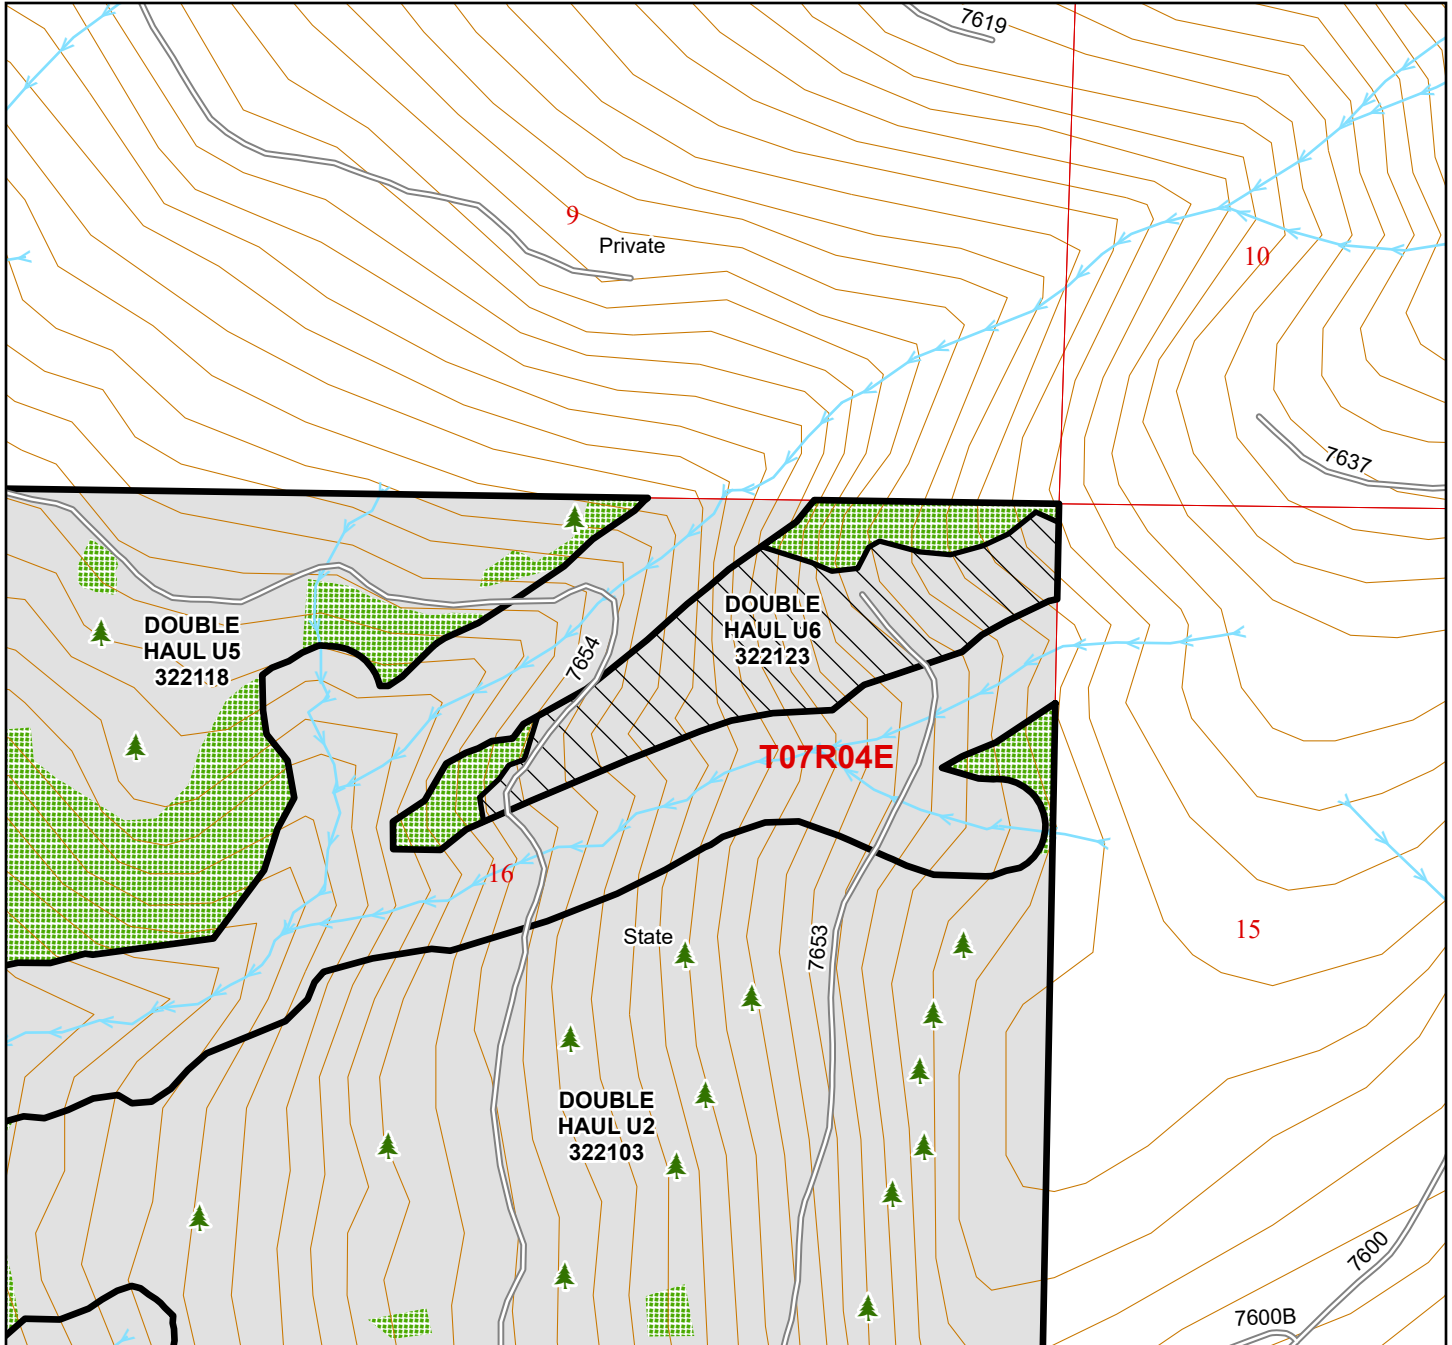 7619
9
Private
10
7637
DOUBLE
HAUL U6
322123
DOUBLE
HAUL U5
322118
7654
T07R04E
16
State
7653
15
DOUBLE
HAUL U2
322103
7600
7600B